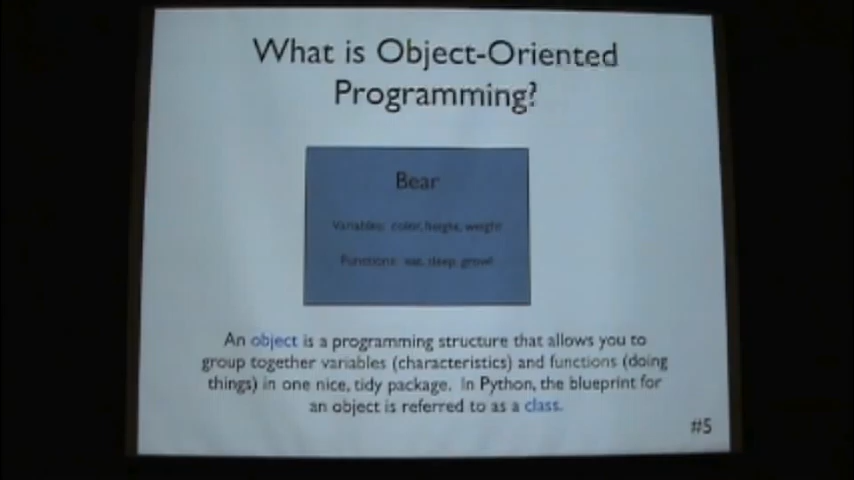 What is Object-Oriented
Programming?
Bear
Variables: color, height, weight
Functions: eat, sleep, growl
An object is a programming structure that allows you to
group together variables (characteristics) and functions (doing
things) in one nice, tidy package. In Python, the blueprint for
an object is referred to as a class.
#5